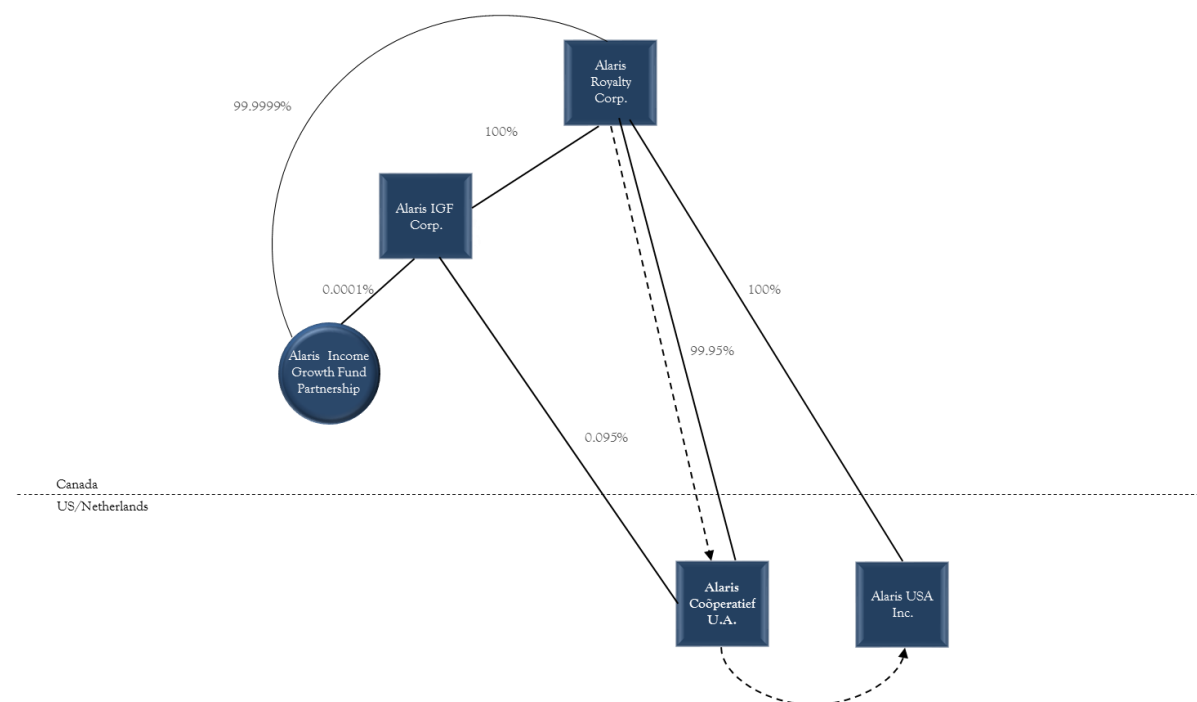 Alaris
Royalty
Corp.
99.9999%
100%
Alaris IGF
Corp.
0.0001%
100%
Alaris Income
Growth Fund
Partnership
99.95%
0.095%
Canada
US/Netherlands
Alaris
Coõperatief
U.A.
Alaris USA
Inc.